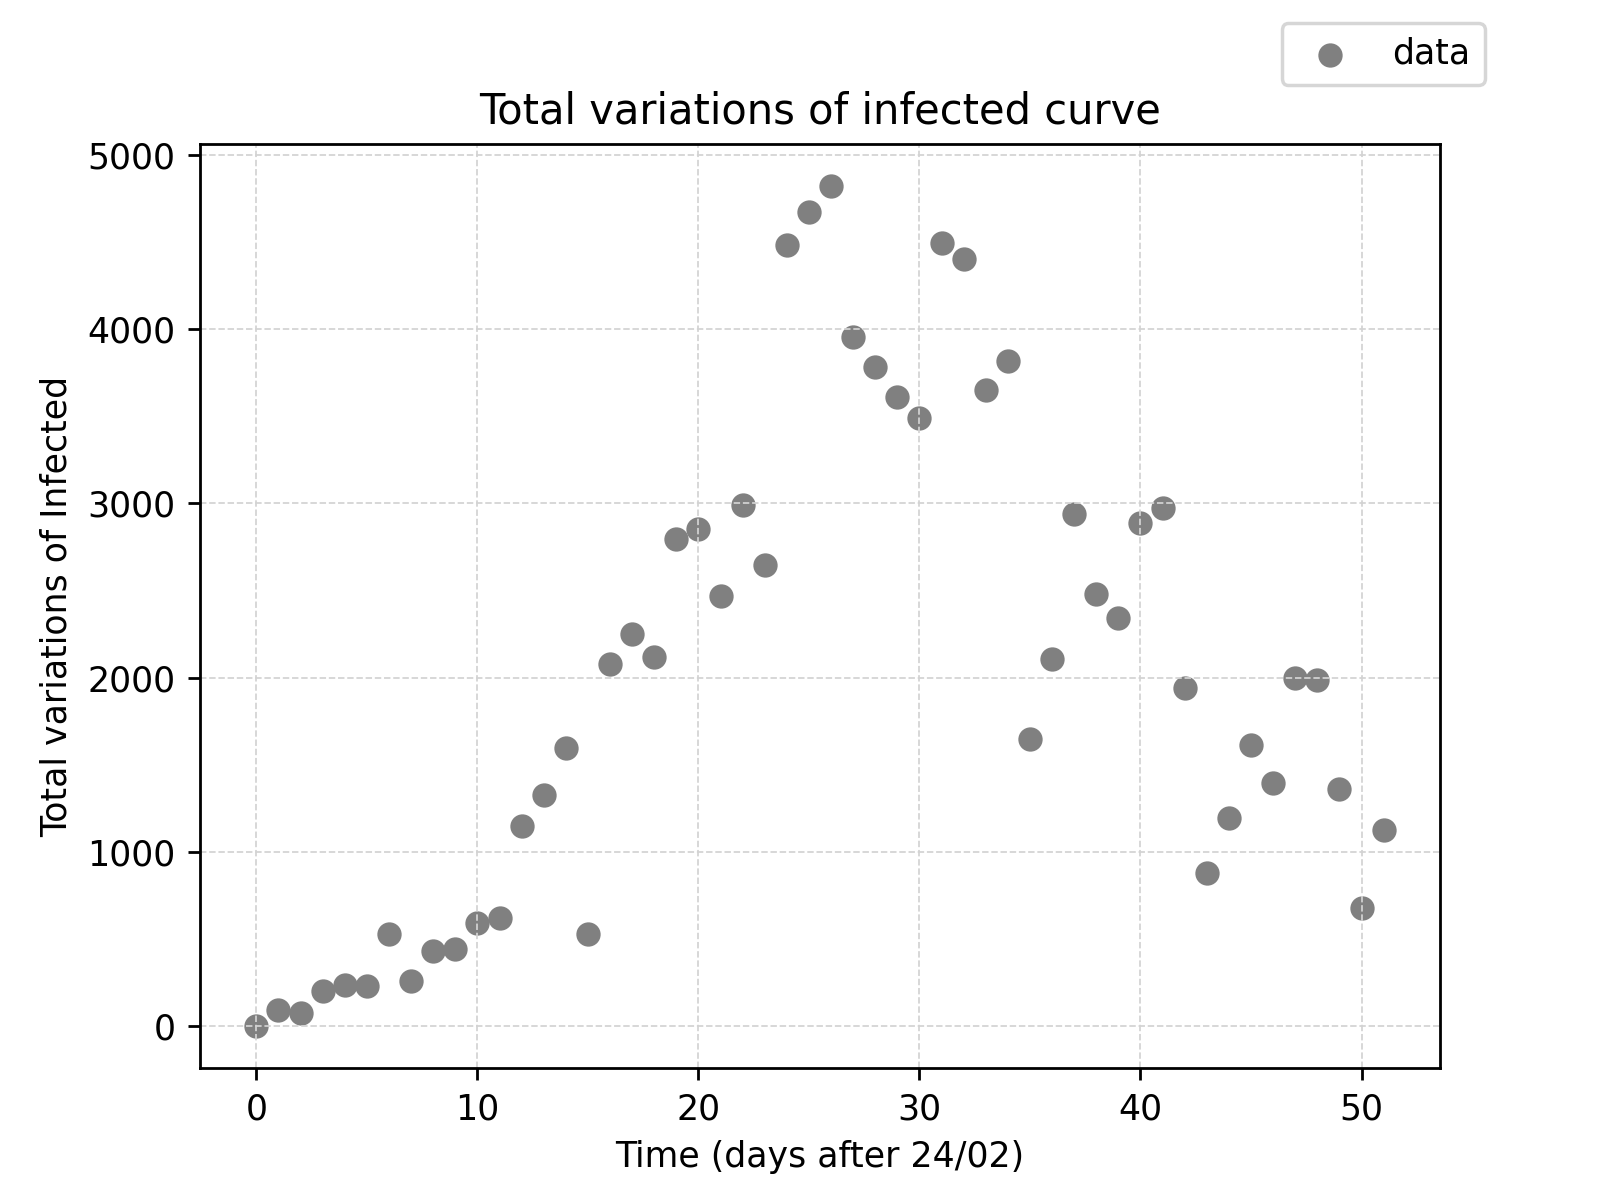 data
Total variations of infected curve
5000
4000
3000
2000
1000
0
Total variations of Infected
0 10 20 30 40 50
Time (days after 24/02)